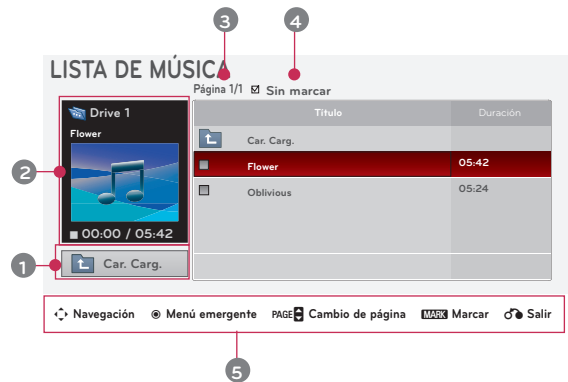 3 4
LISTA DE MÚSICA
Página 1/1 Sin marcar
Drive 1
Flower
00:00 / 05:42
Car. Carg.
Título Duración
Car. Carg.
Flower 05:42
Oblivious 05:24
2
1
Navegación Menú emergente PAGE Cambio de página MARK Marcar Salir
5